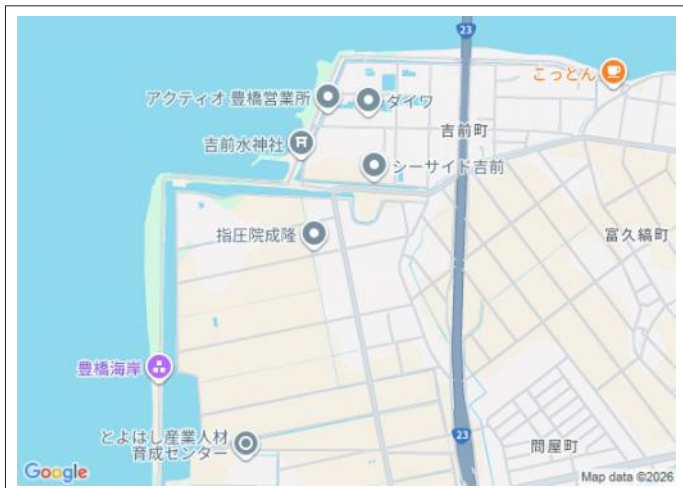 23
こっとん
アクティオ 豊橋営業所
ダイワ
吉前町
吉前水神社
シーサイド吉前
指圧院成隆
富久縞町
豊橋海岸
とよはし産業人材
育成センター
23
問屋町
Google
Map data ©2026